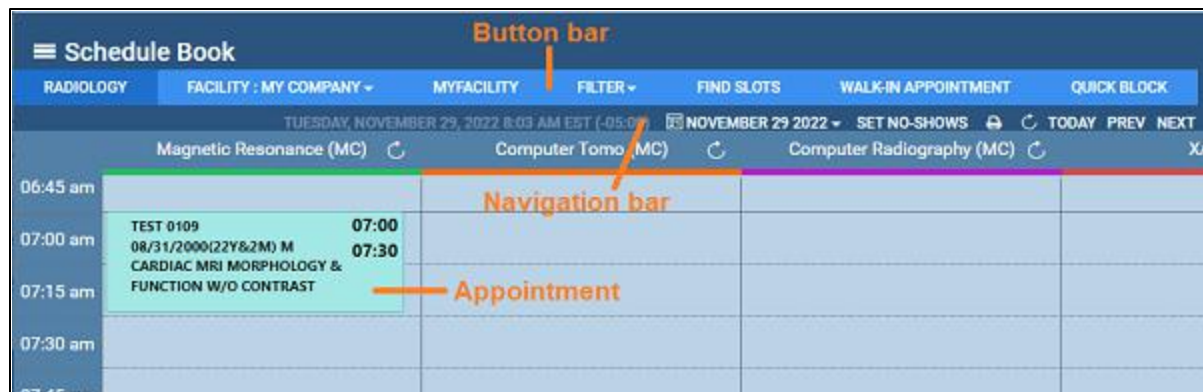 Button bar
Schedule Book
RADIOLOGY FACILITY : MY COMPANY MYFACILITY FILTER FIND SLOTS WALK-IN APPOINTMENT QUICK BLOCK
TUESDAY, NOVEMBER 29, 2022 8:03 AM EST (-05:00) NOVEMBER 29 2022 SET NO-SHOWS TODAY PREV NEXT
Magnetic Resonance (MC) Computer Tomo (MC) Computer Radiography (MC)
06:45 am
Navigation bar
TEST 0109 07:00
07:00 am 08/31/2000(22Y&2M) M 07:30
CARDIAC MRI MORPHOLOGY &
07:15 am FUNCTION W/O CONTRAST Appointment
07:30 am